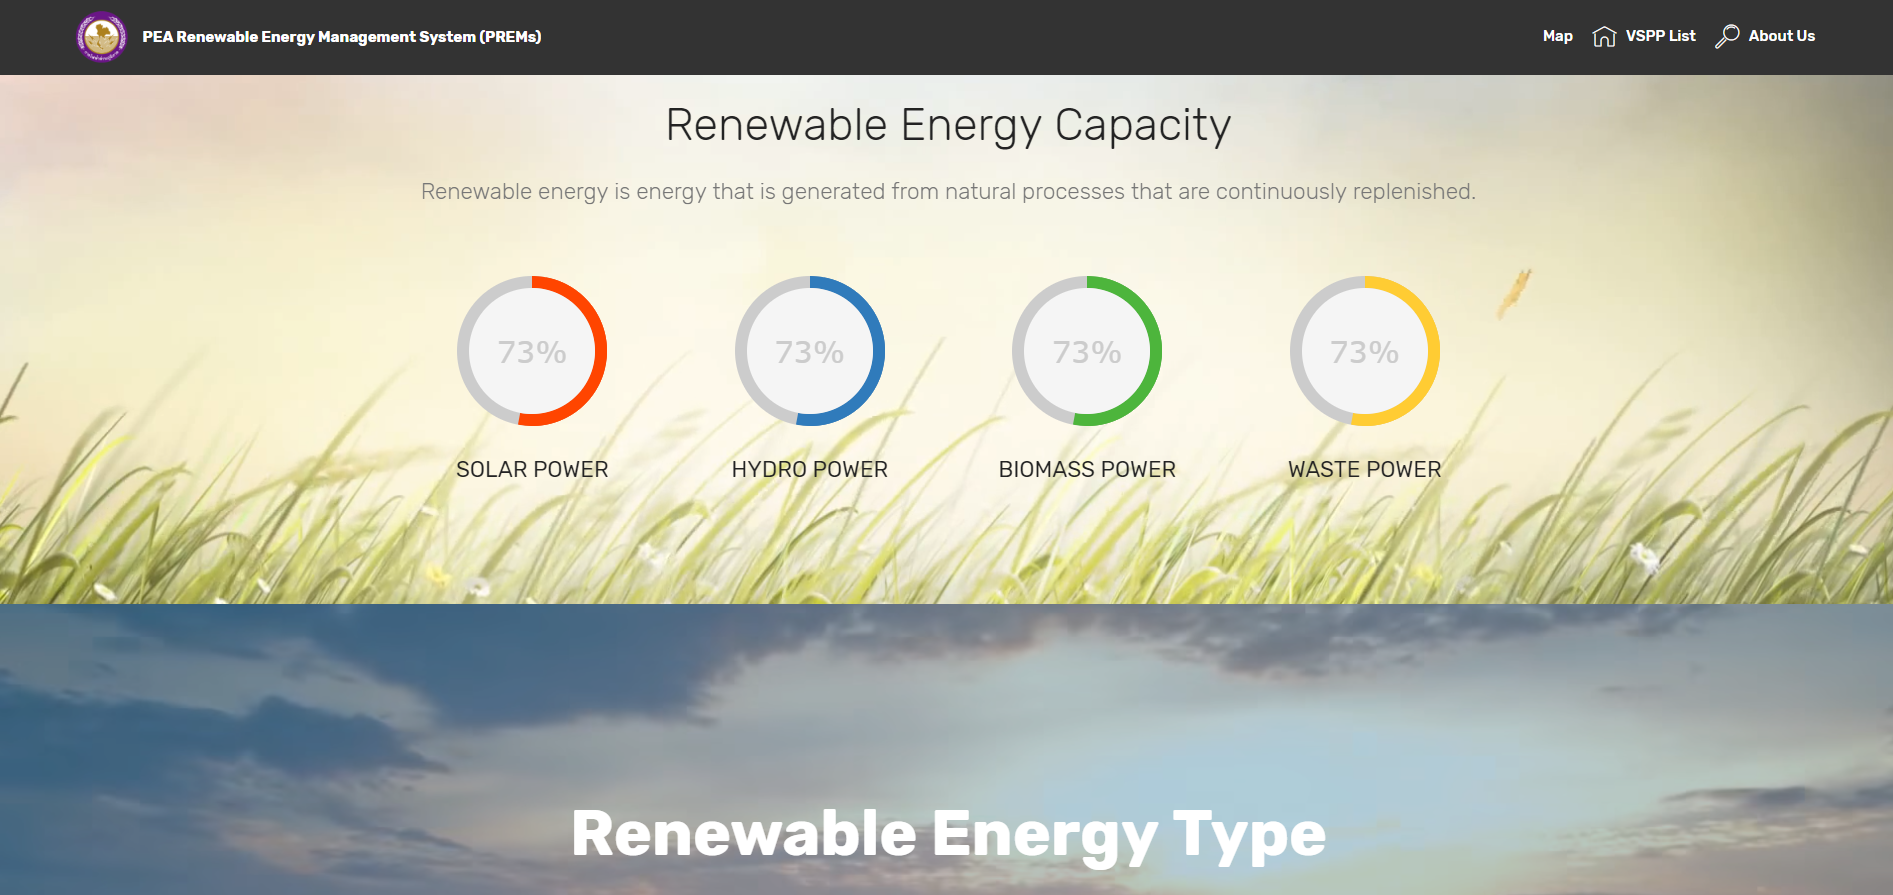 PEA Renewable Energy Management System (PREMs)
Map VSPP List About Us
Renewable Energy Capacity
Renewable energy is energy that is generated from natural processes that are continuously replenished.
73% 73% 73% 73%
SOLAR POWER HYDRO POWER BIOMASS POWER WASTE POWER
Renewable Energy Type